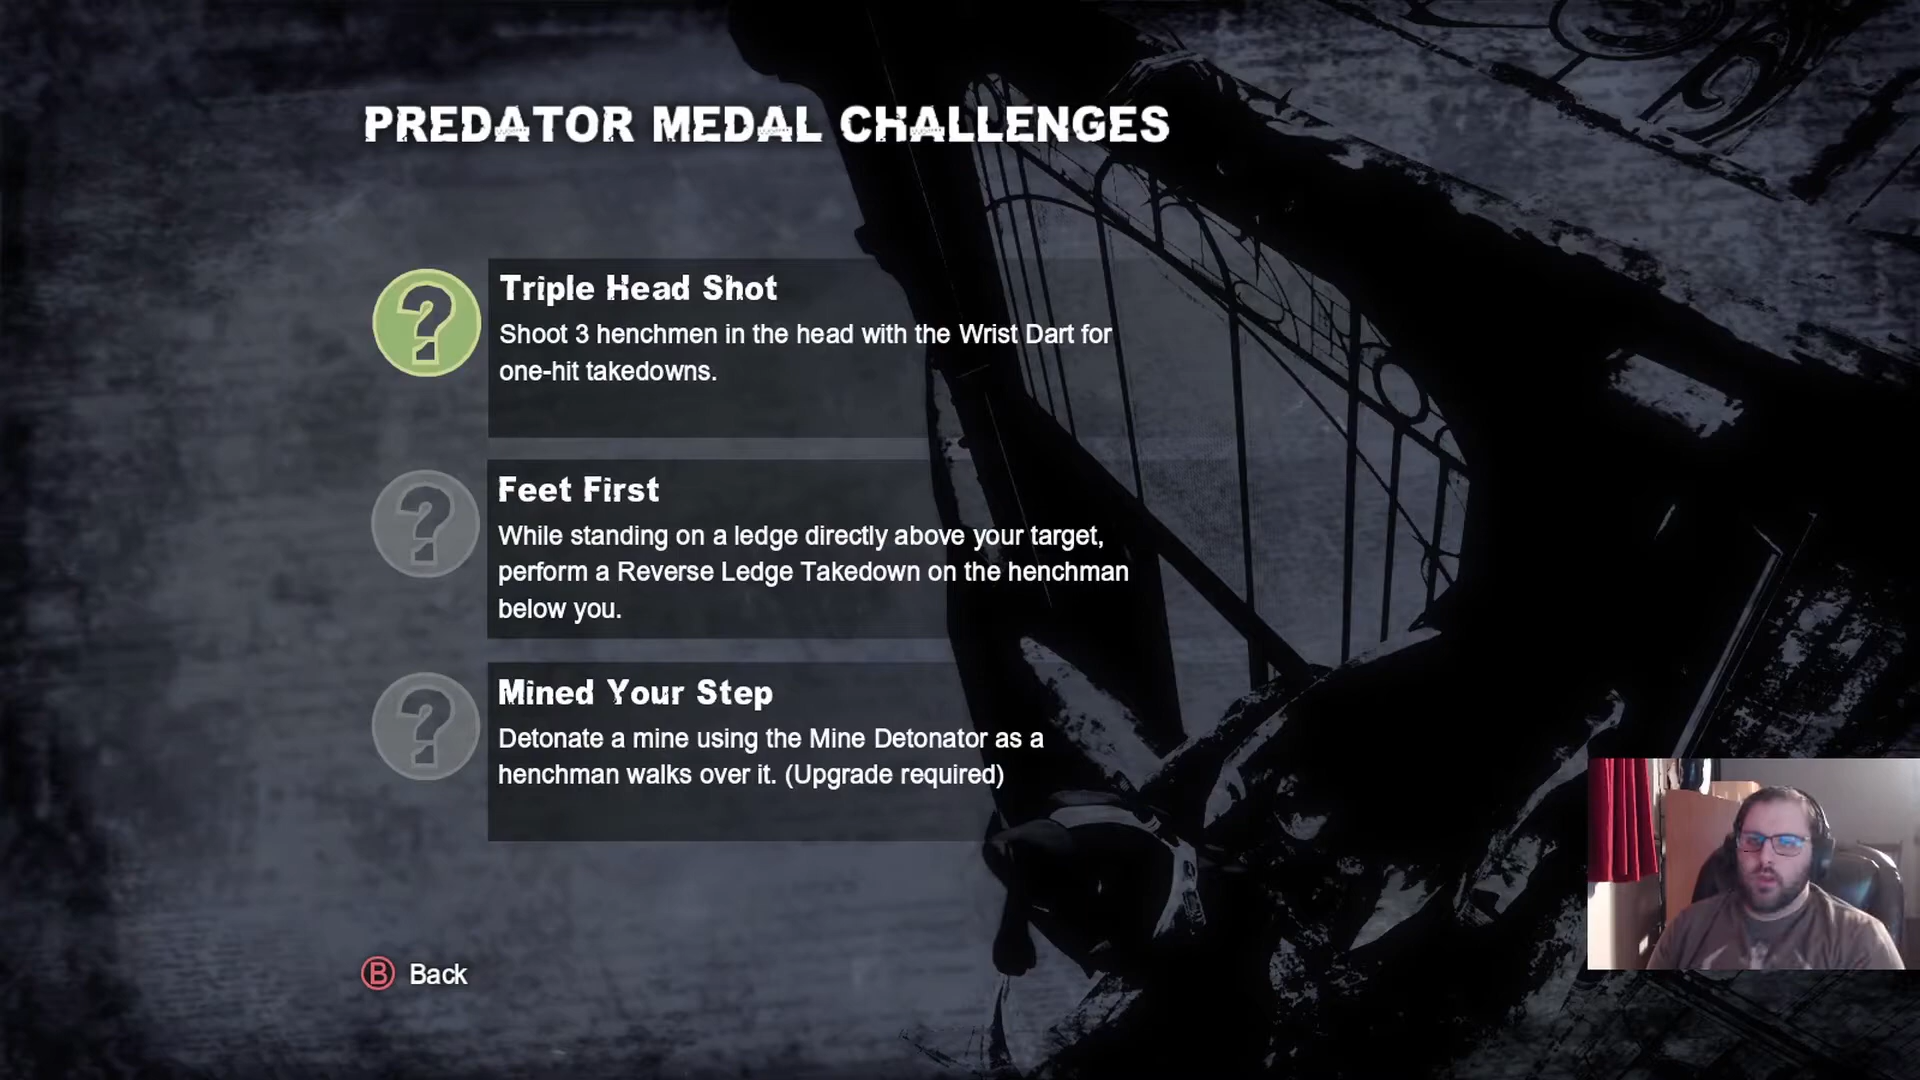 PREDATOR MEDAL CHALLENGES
Triple Head Shot
Shoot 3 henchmen in the head with the Wrist Dart for
one-hit takedowns.
Feet First
While standing on a ledge directly above your target,
perform a Reverse Ledge Takedown on the henchman
below you.
Mined Your Step
Detonate a mine using the Mine Detonator as a
henchman walks over it. (Upgrade required)
B Back